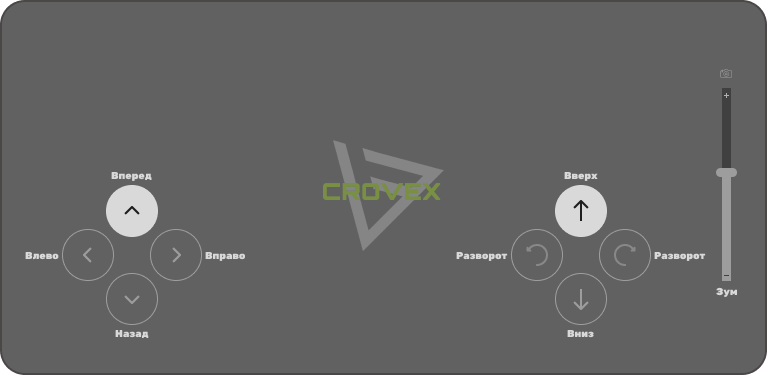 Вперед
Вверх
CROVEX
Влево
Вправо
Разворот
Разворот
Зум
Назад
Вниз